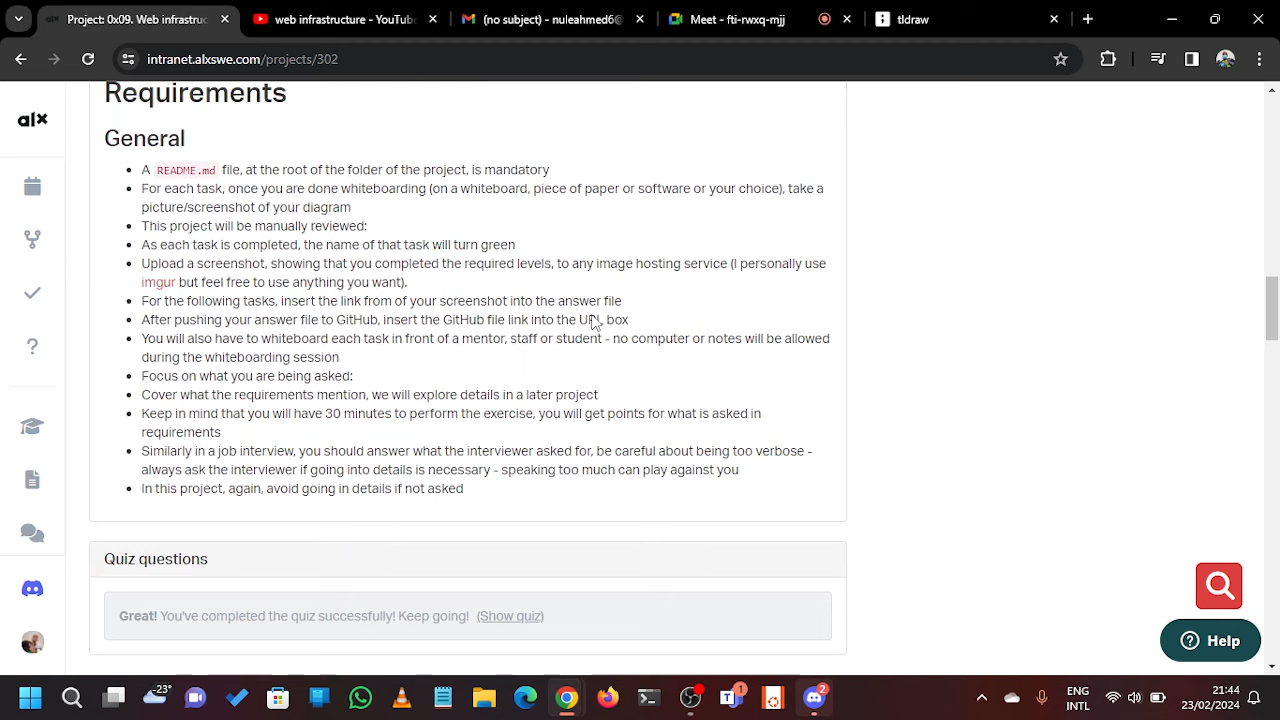 Project 0x09. Web infrastruc
web infrastructure - YouTube
(no subject) - nuleahmed6@
Meet - fti-rwxq-mjj
tldraw
intranet.alxswe.com/projects/302
alx
Requirements
General
A README.md file, at the root of the folder of the project, is mandatory
For each task, once you are done whiteboarding (on a whiteboard, piece of paper or software or your choice), take a
picture/screenshot of your diagram
This project will be manually reviewed:
As each task is completed, the name of that task will turn green
Upload a screenshot, showing that you completed the required levels, to any image hosting service (I personally use
imgur but feel free to use anything you want).
For the following tasks, insert the link from of your screenshot into the answer file
After pushing your answer file to GitHub, insert the GitHub file link into the URL box
You will also have to whiteboard each task in front of a mentor, staff or student - no computer or notes will be allowed
during the whiteboarding session
Focus on what you are being asked:
Cover what the requirements mention, we will explore details in a later project
Keep in mind that you will have 30 minutes to perform the exercise, you will get points for what is asked in
requirements
Similarly in a job interview, you should answer what the interviewer asked for, be careful about being too verbose -
always ask the interviewer if going into details is necessary - speaking too much can play against you
In this project, again, avoid going in details if not asked
Quiz questions
Great! You've completed the quiz successfully! Keep going! (Show quiz)
? Help
23°
1
2
ENG
INTL
21:44
23/02/2024